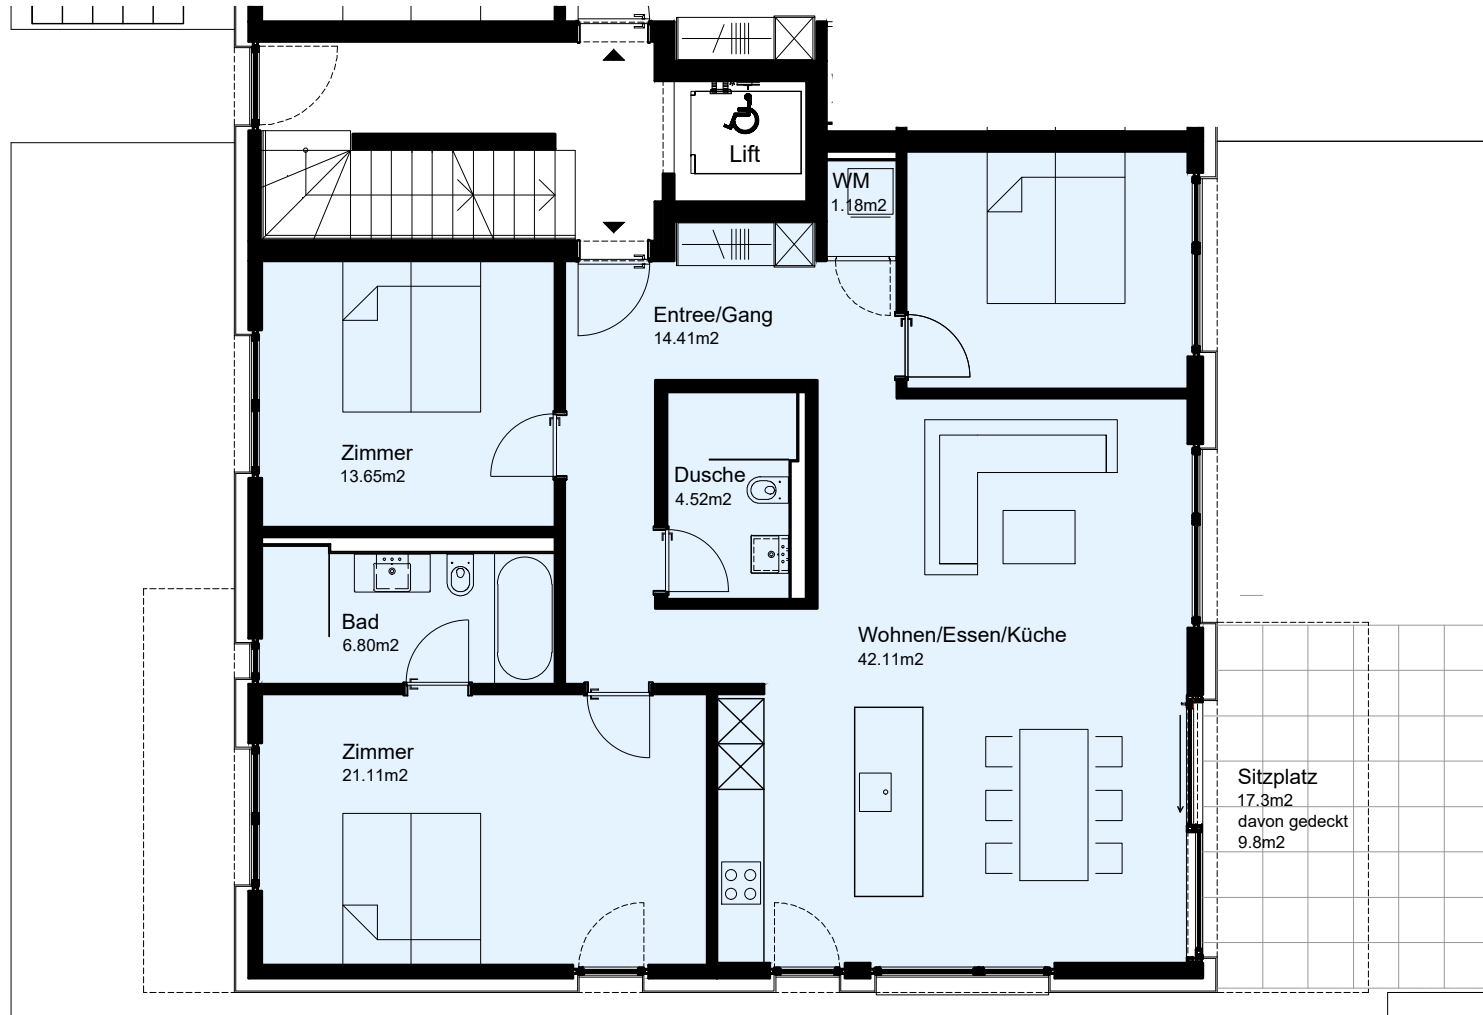 Lift
WM
1.18m2
Entree/Gang
14.41m2
Zimmer
13.65m2
Dusche
4.52m2
Bad
6.80m2
Wohnen/Essen/Küche
42.11m2
Zimmer
21.11m2
Sitzplatz
17.3m2
davon gedeckt
9.8m2